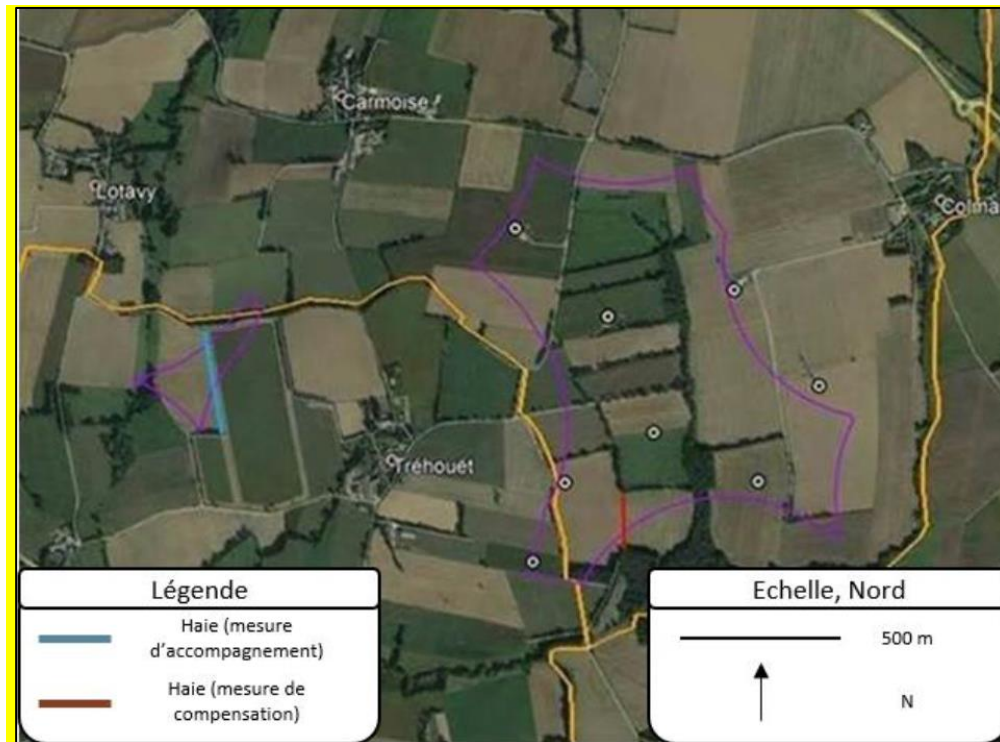 Carmoise
Lotavy
Colma
Tréhouët
Légende
Haie (mesure
d'accompagnement)
Haie (mesure de
compensation)
Echelle, Nord
500 m
N